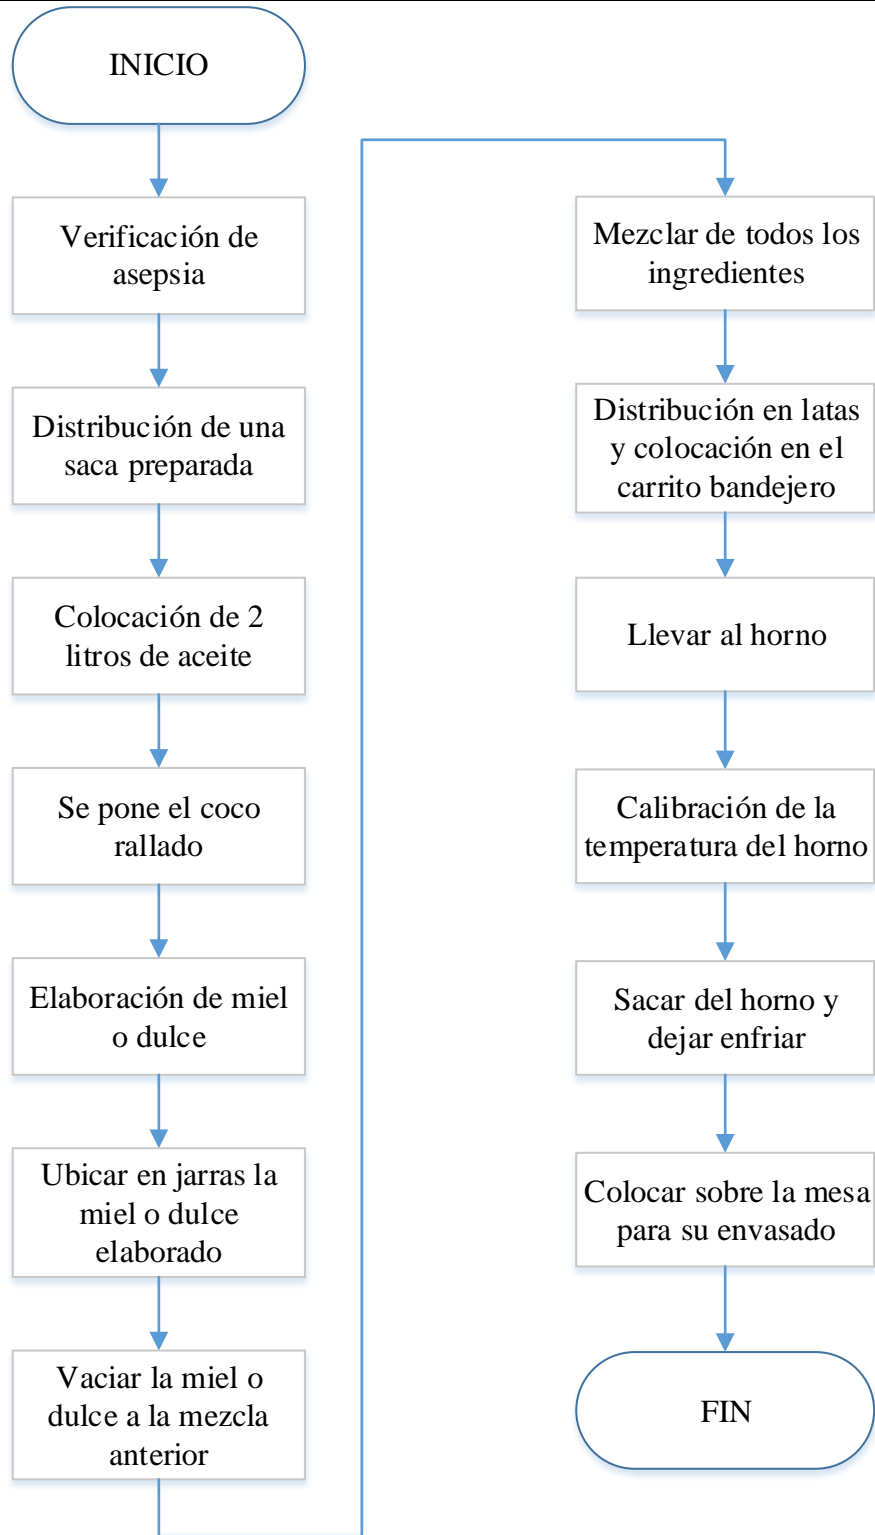 INICIO
Verificación de
asepsia
Distribución de una
saca preparada
Colocación de 2
litros de aceite
Se pone el coco
rallado
Elaboración de miel
o dulce
Ubicar en jarras la
miel o dulce
elaborado
Vaciar la miel o
dulce a la mezcla
anterior
Mezclar de todos los
ingredientes
Distribución en latas
y colocación en el
carrito bandejero
Llevar al horno
Calibración de la
temperatura del horno
Sacar del horno y
dejar enfriar
Colocar sobre la mesa
para su envasado
FIN